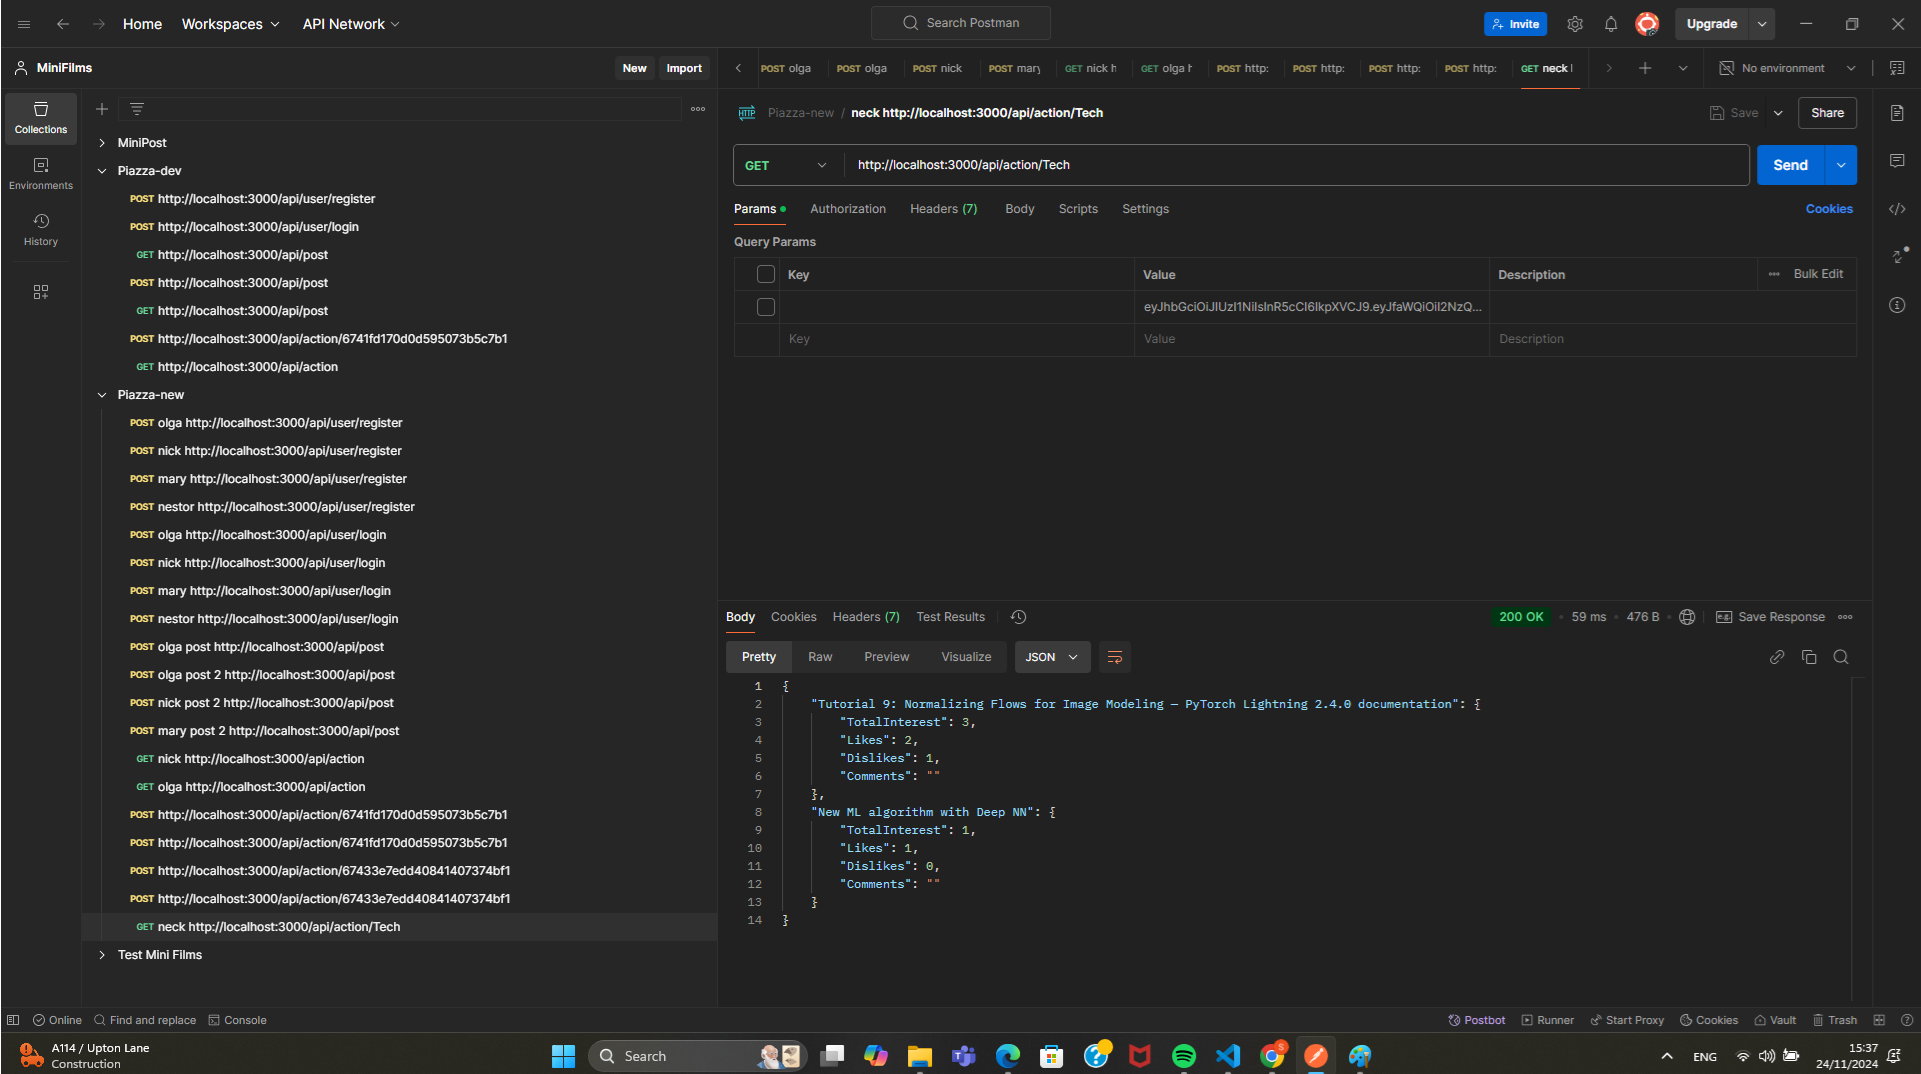 Home
Workspaces
API Network
Search Postman
Invite
Upgrade
MiniFilms
New
Import
POST olga
POST olga
POST nick
POST mary
GET nick h
GET olga h
POST http:
POST http:
POST http:
POST http:
GET neck
No environment
Collections
Environments
History
MiniPost
Piazza-dev
POST http://localhost:3000/api/user/register
POST http://localhost:3000/api/user/login
GET http://localhost:3000/api/post
POST http://localhost:3000/api/post
GET http://localhost:3000/api/post
POST http://localhost:3000/api/action/6741fd170d0d595073b5c7b1
GET http://localhost:3000/api/action
Piazza-new
POST olga http://localhost:3000/api/user/register
POST nick http://localhost:3000/api/user/register
POST mary http://localhost:3000/api/user/register
POST nestor http://localhost:3000/api/user/register
POST olga http://localhost:3000/api/user/login
POST nick http://localhost:3000/api/user/login
POST mary http://localhost:3000/api/user/login
POST nestor http://localhost:3000/api/user/login
POST olga post http://localhost:3000/api/post
POST olga post 2 http://localhost:3000/api/post
POST nick post 2 http://localhost:3000/api/post
POST mary post 2 http://localhost:3000/api/post
GET nick http://localhost:3000/api/action
GET olga http://localhost:3000/api/action
POST http://localhost:3000/api/action/6741fd170d0d595073b5c7b1
POST http://localhost:3000/api/action/6741fd170d0d595073b5c7b1
POST http://localhost:3000/api/action/67433e7edd40841407374bf1
POST http://localhost:3000/api/action/67433e7edd40841407374bf1
GET neck http://localhost:3000/api/action/Tech
Test Mini Films
HTTP
Piazza-new / neck http://localhost:3000/api/action/Tech
Save
Share
GET
http://localhost:3000/api/action/Tech
Send
Params
Authorization
Headers (7)
Body
Scripts
Settings
Cookies
Query Params
Key
Value
Description
Bulk Edit
eyJhbGciOiJIUzI1NiIsInR5cCI6IkpXVCJ9.eyJfaWQiOiI2NzQ...
Key
Value
Description
Body
Cookies
Headers (7)
Test Results
200 OK
59 ms
476 B
e.g.
Save Response
Pretty
Raw
Preview
Visualize
JSON
1 {
2 "Tutorial 9: Normalizing Flows for Image Modeling — PyTorch Lightning 2.4.0 documentation": {
3 "TotalInterest": 3,
4 "Likes": 2,
5 "Dislikes": 1,
6 "Comments": ""
7 },
8 "New ML algorithm with Deep NN": {
9 "TotalInterest": 1,
10 "Likes": 1,
11 "Dislikes": 0,
12 "Comments": ""
13 }
14 }
Online
Find and replace
Console
Postbot
Runner
Start Proxy
Cookies
Vault
Trash
A114 / Upton Lane
Construction
Search
S
ENG
15:37
24/11/2024